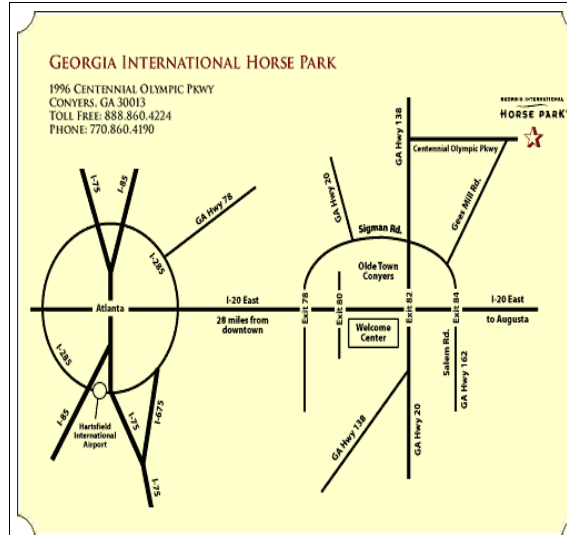 GEORGIA INTERNATIONAL HORSE PARK
1996 CENTENNIAL OLYMPIC PKWY
CONYERS, GA 30013
TOLL FREE: 888.860.4224
PHONE: 770.860.4190
GEORGIA INTERNATIONAL
HORSE PARK
GA Hwy 138
Centennial Olympic Pkwy
I-75
I-85
GA Hwy 78
GA Hwy 20
Gees Mill Rd.
Sigman Rd.
I-285
Olde Town
Conyers
Atlanta
I-20 East
28 miles from
downtown
Exit 78
Exit 80
Exit 82
Exit 84
I-20 East
to Augusta
Welcome
Center
I-285
Salem Rd.
GA Hwy 162
I-85
Hartsfield
International
Airport
I-75
I-675
GA Hwy 138
GA Hwy 20
I-75